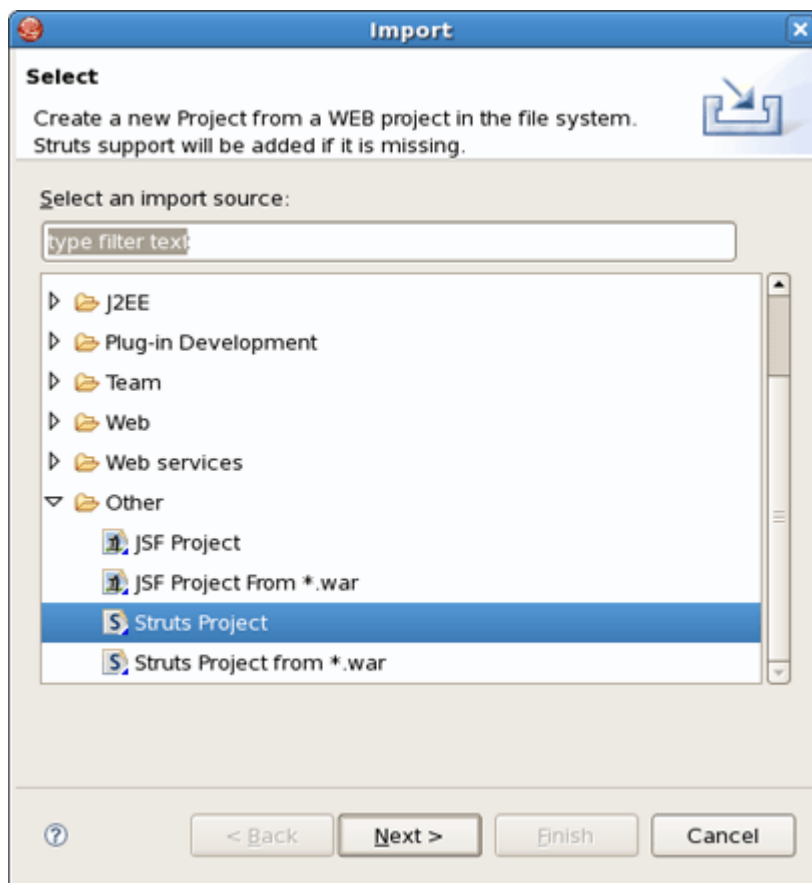 Import
Select
Create a new Project from a WEB project in the file system.
Struts support will be added if it is missing.
Select an import source:
type filter text
J2EE
Plug-in Development
Team
Web
Web services
Other
JSF Project
JSF Project From *.war
Struts Project
Struts Project from *.war
< Back
Next >
Finish
Cancel